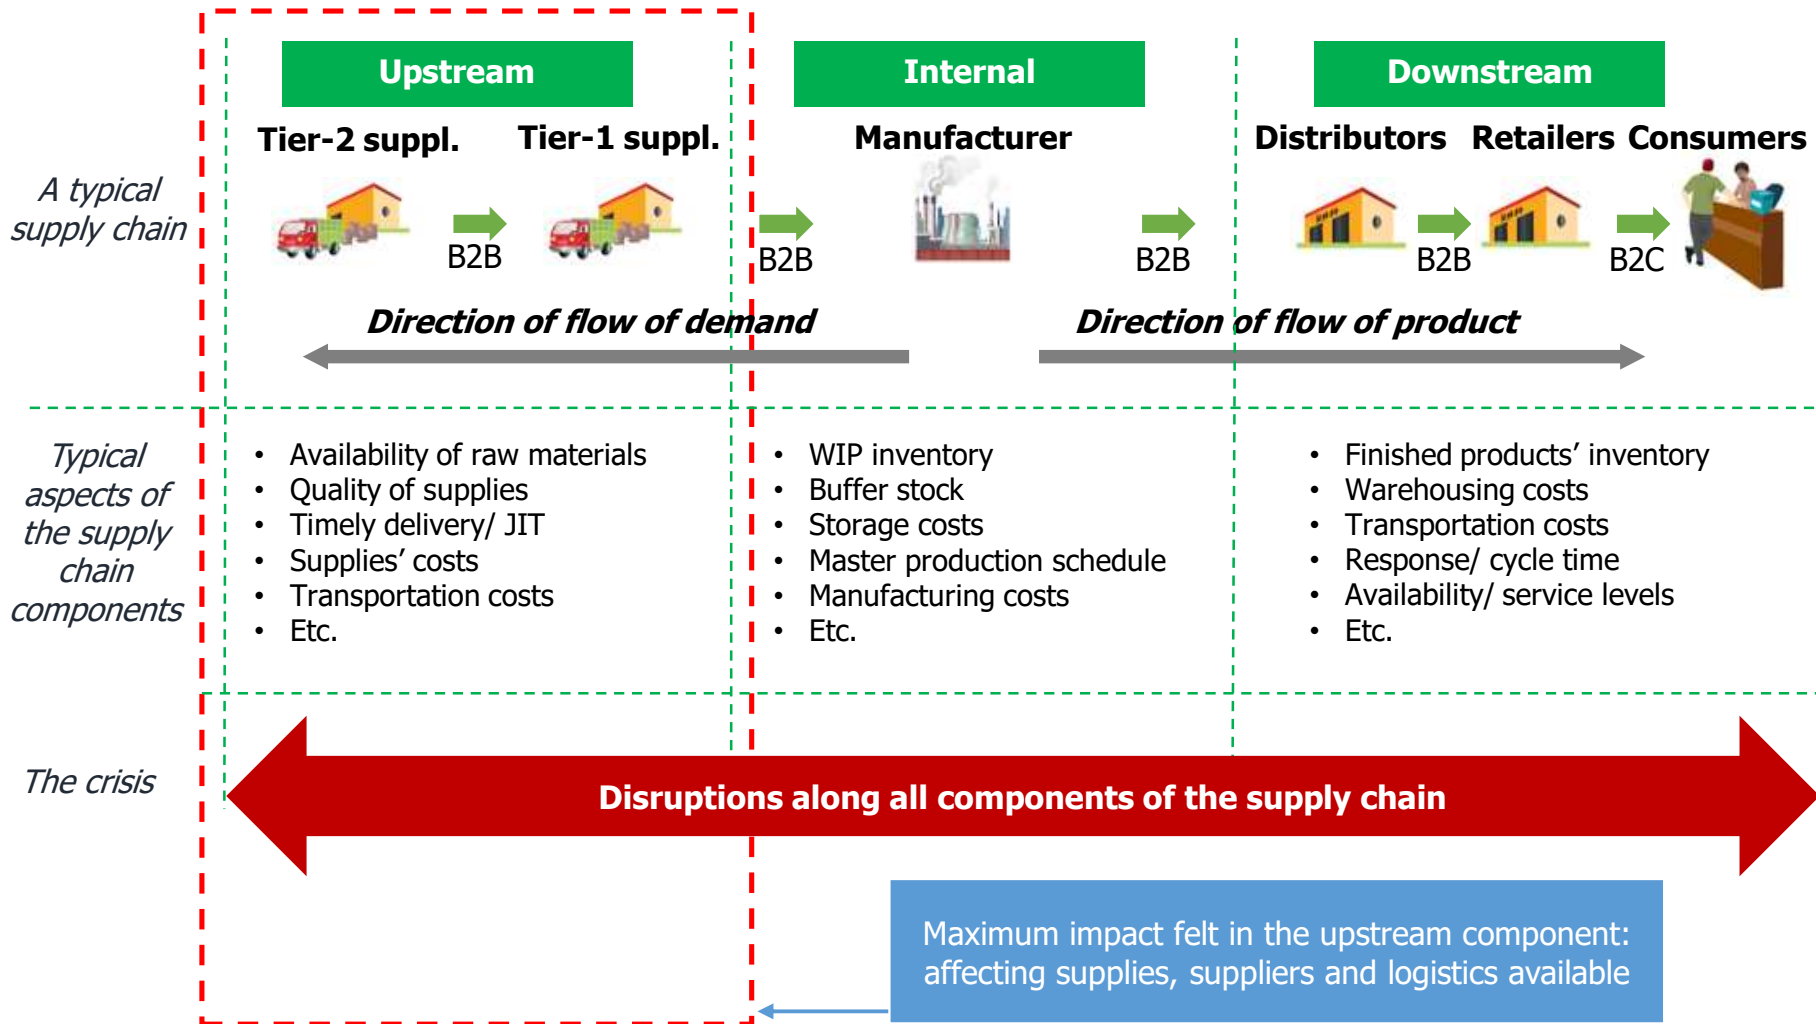 Upstream
Internal
Downstream
Tier-2 suppl.
Tier-1 suppl.
Manufacturer
Distributors
Retailers
Consumers
A typical
supply chain
B2B
B2B
B2B
B2B
B2C
Direction of flow of demand
Direction of flow of product
Typical
aspects of
the supply
chain
components
• Availability of raw materials
• Quality of supplies
• Timely delivery/ JIT
• Supplies’ costs
• Transportation costs
• Etc.
• WIP inventory
• Buffer stock
• Storage costs
• Master production schedule
• Manufacturing costs
• Etc.
• Finished products’ inventory
• Warehousing costs
• Transportation costs
• Response/ cycle time
• Availability/ service levels
• Etc.
The crisis
Disruptions along all components of the supply chain
Maximum impact felt in the upstream component:
affecting supplies, suppliers and logistics available